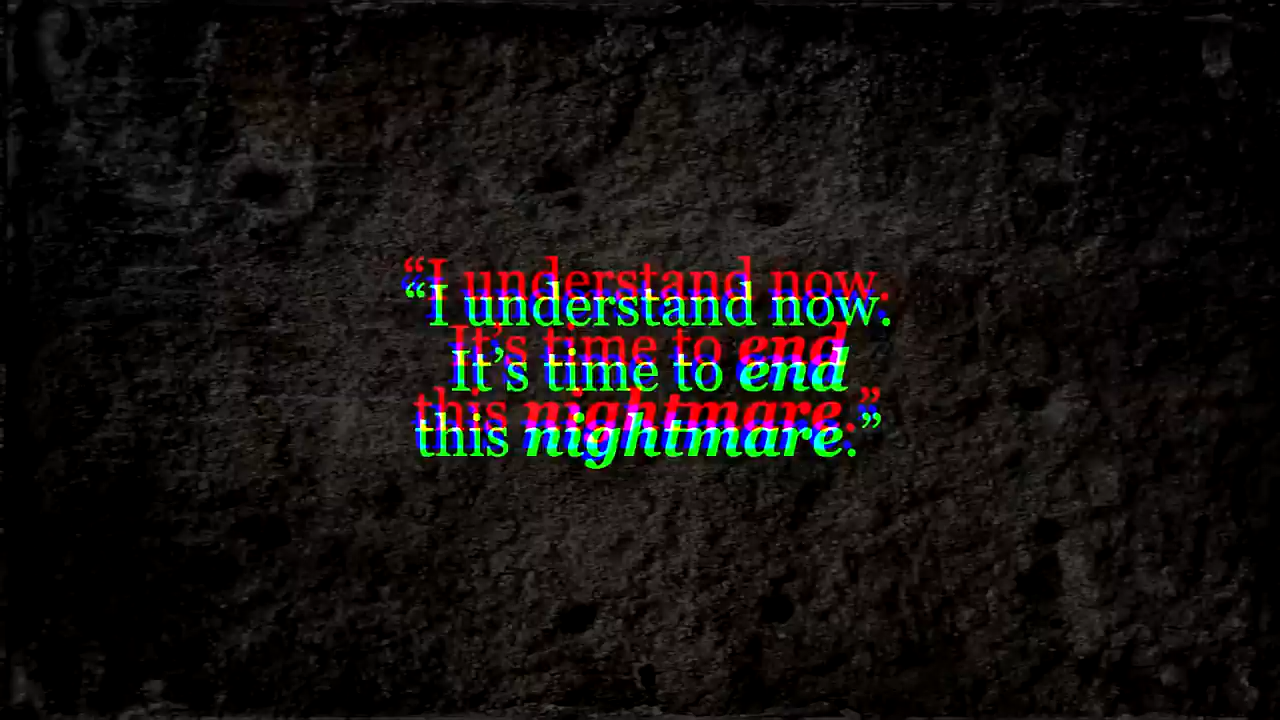 “I understand now.
It’s time to end
this nightmare.”